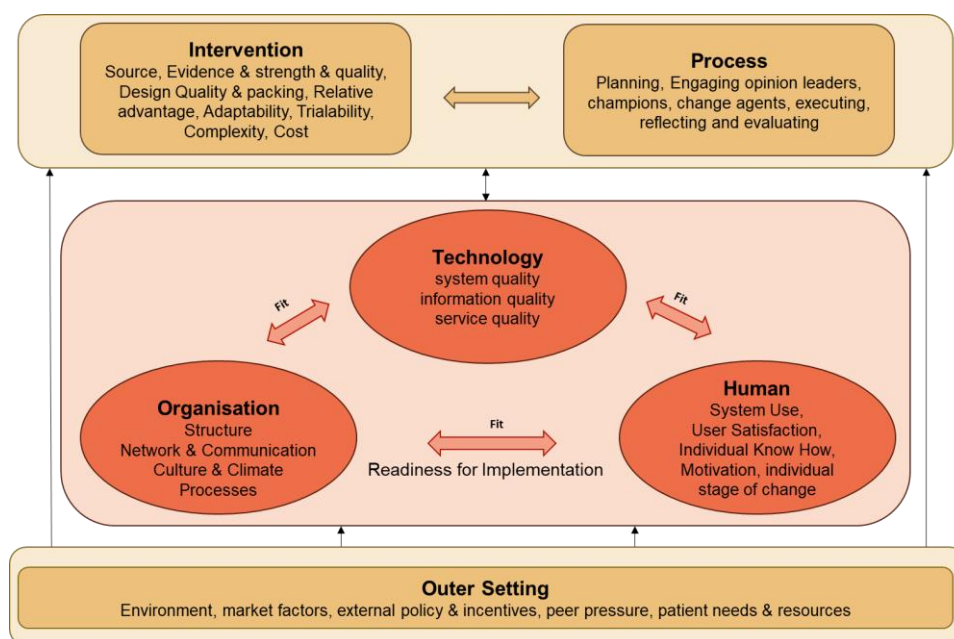 Intervention
Source, Evidence & strength & quality,
Design Quality & packing, Relative
advantage, Adaptability, Trialability,
Complexity, Cost
Process
Planning, Engaging opinion leaders,
champions, change agents, executing,
reflecting and evaluating
Technology
system quality
information quality
service quality
Fit
Fit
Organisation
Structure
Network & Communication
Culture & Climate
Processes
Fit
Readiness for Implementation
Human
System Use,
User Satisfaction,
Individual Know How,
Motivation, individual
stage of change
Outer Setting
Environment, market factors, external policy & incentives, peer pressure, patient needs & resources